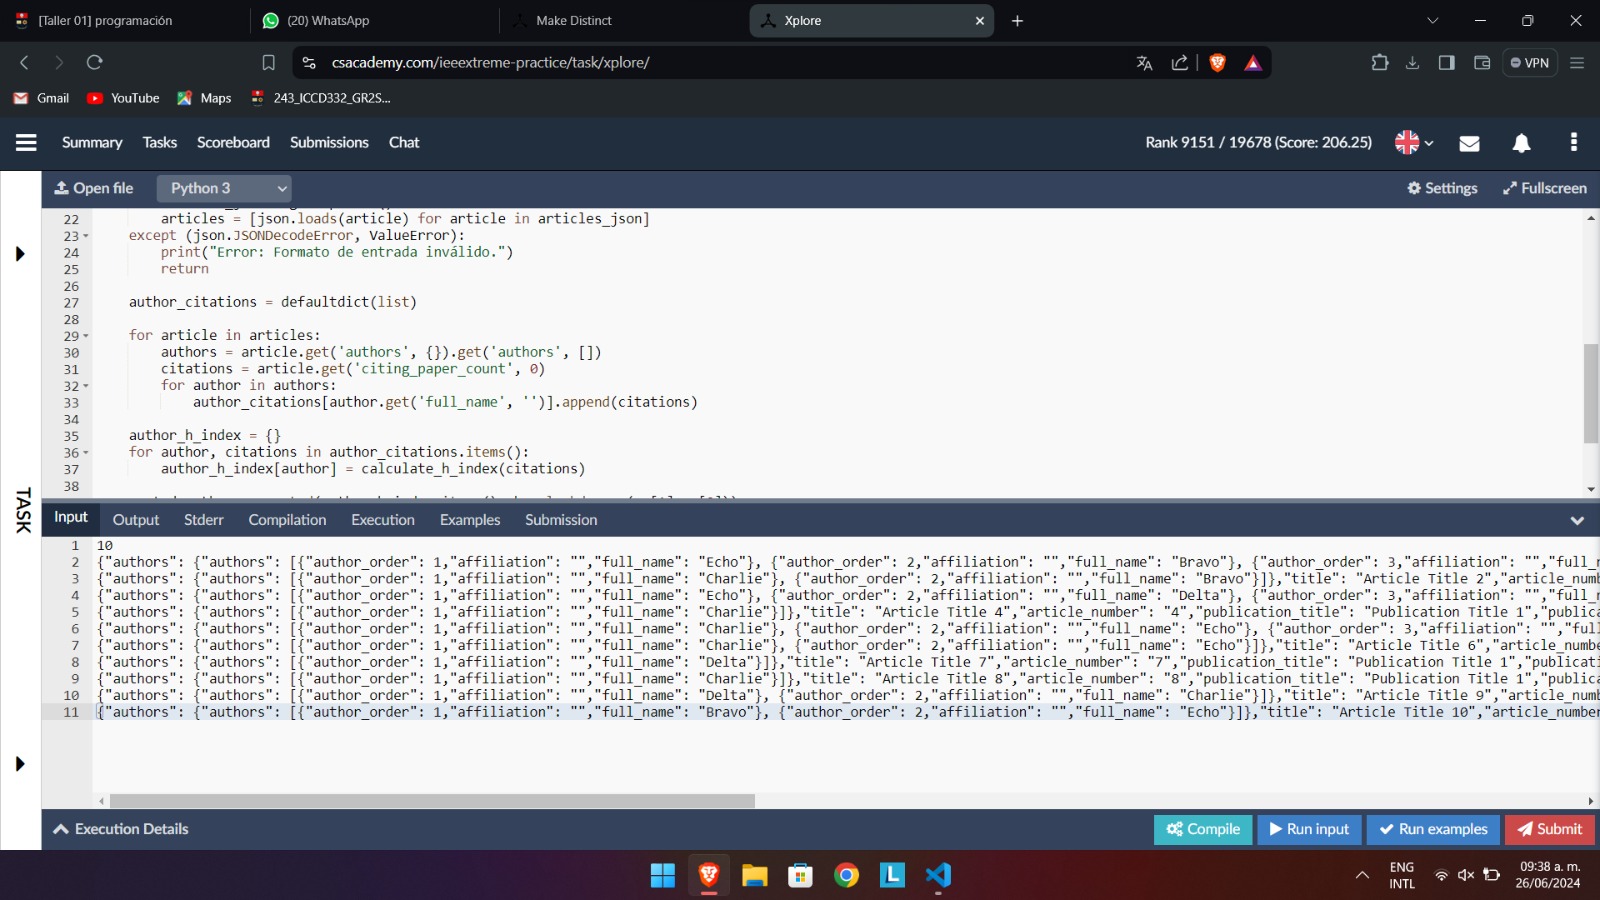 [Taller 01] programación
(20) WhatsApp
Make Distinct
Xplore
csacademy.com/ieeextreme-practice/task/xplore/
VPN
Gmail
YouTube
Maps
243_ICCD332_GR2S...
Summary
Tasks
Scoreboard
Submissions
Chat
Rank 9151 / 19678 (Score: 206.25)
Open file
Python 3
Settings
Fullscreen
22 articles = [json.loads(article) for article in articles_json]
23 except (json.JSONDecodeError, ValueError):
24 print("Error: Formato de entrada inválido.")
25 return
26
27 author_citations = defaultdict(list)
28
29 for article in articles:
30 authors = article.get('authors', {}).get('authors', [])
31 citations = article.get('citing_paper_count', 0)
32 for author in authors:
33 author_citations[author.get('full_name', '')].append(citations)
34
35 author_h_index = {}
36 for author, citations in author_citations.items():
37 author_h_index[author] = calculate_h_index(citations)
38
TASK
Input
Output
Stderr
Compilation
Execution
Examples
Submission
1 10
2 {"authors": {"authors": [{"author_order": 1,"affiliation": "","full_name": "Echo"}, {"author_order": 2,"affiliation": "","full_name": "Bravo"}, {"author_order": 3,"affiliation": "","full_
3 {"authors": {"authors": [{"author_order": 1,"affiliation": "","full_name": "Charlie"}, {"author_order": 2,"affiliation": "","full_name": "Bravo"}]},"title": "Article Title 2","article_numb
4 {"authors": {"authors": [{"author_order": 1,"affiliation": "","full_name": "Echo"}, {"author_order": 2,"affiliation": "","full_name": "Delta"}, {"author_order": 3,"affiliation": "","full_
5 {"authors": {"authors": [{"author_order": 1,"affiliation": "","full_name": "Charlie"}]},"title": "Article Title 4","article_number": "4","publication_title": "Publication Title 1","publica
6 {"authors": {"authors": [{"author_order": 1,"affiliation": "","full_name": "Charlie"}, {"author_order": 2,"affiliation": "","full_name": "Echo"}, {"author_order": 3,"affiliation": "","full
7 {"authors": {"authors": [{"author_order": 1,"affiliation": "","full_name": "Charlie"}, {"author_order": 2,"affiliation": "","full_name": "Echo"}]},"title": "Article Title 6","article_numbe
8 {"authors": {"authors": [{"author_order": 1,"affiliation": "","full_name": "Delta"}]},"title": "Article Title 7","article_number": "7","publication_title": "Publication Title 1","publicati
9 {"authors": {"authors": [{"author_order": 1,"affiliation": "","full_name": "Charlie"}]},"title": "Article Title 8","article_number": "8","publication_title": "Publication Title 1","publica
10 {"authors": {"authors": [{"author_order": 1,"affiliation": "","full_name": "Delta"}, {"author_order": 2,"affiliation": "","full_name": "Charlie"}]},"title": "Article Title 9","article_numb
11 {"authors": {"authors": [{"author_order": 1,"affiliation": "","full_name": "Bravo"}, {"author_order": 2,"affiliation": "","full_name": "Echo"}]},"title": "Article Title 10","article_number
Execution Details
Compile
Run input
Run examples
Submit
L
ENG
INTL
09:38 a. m.
26/06/2024